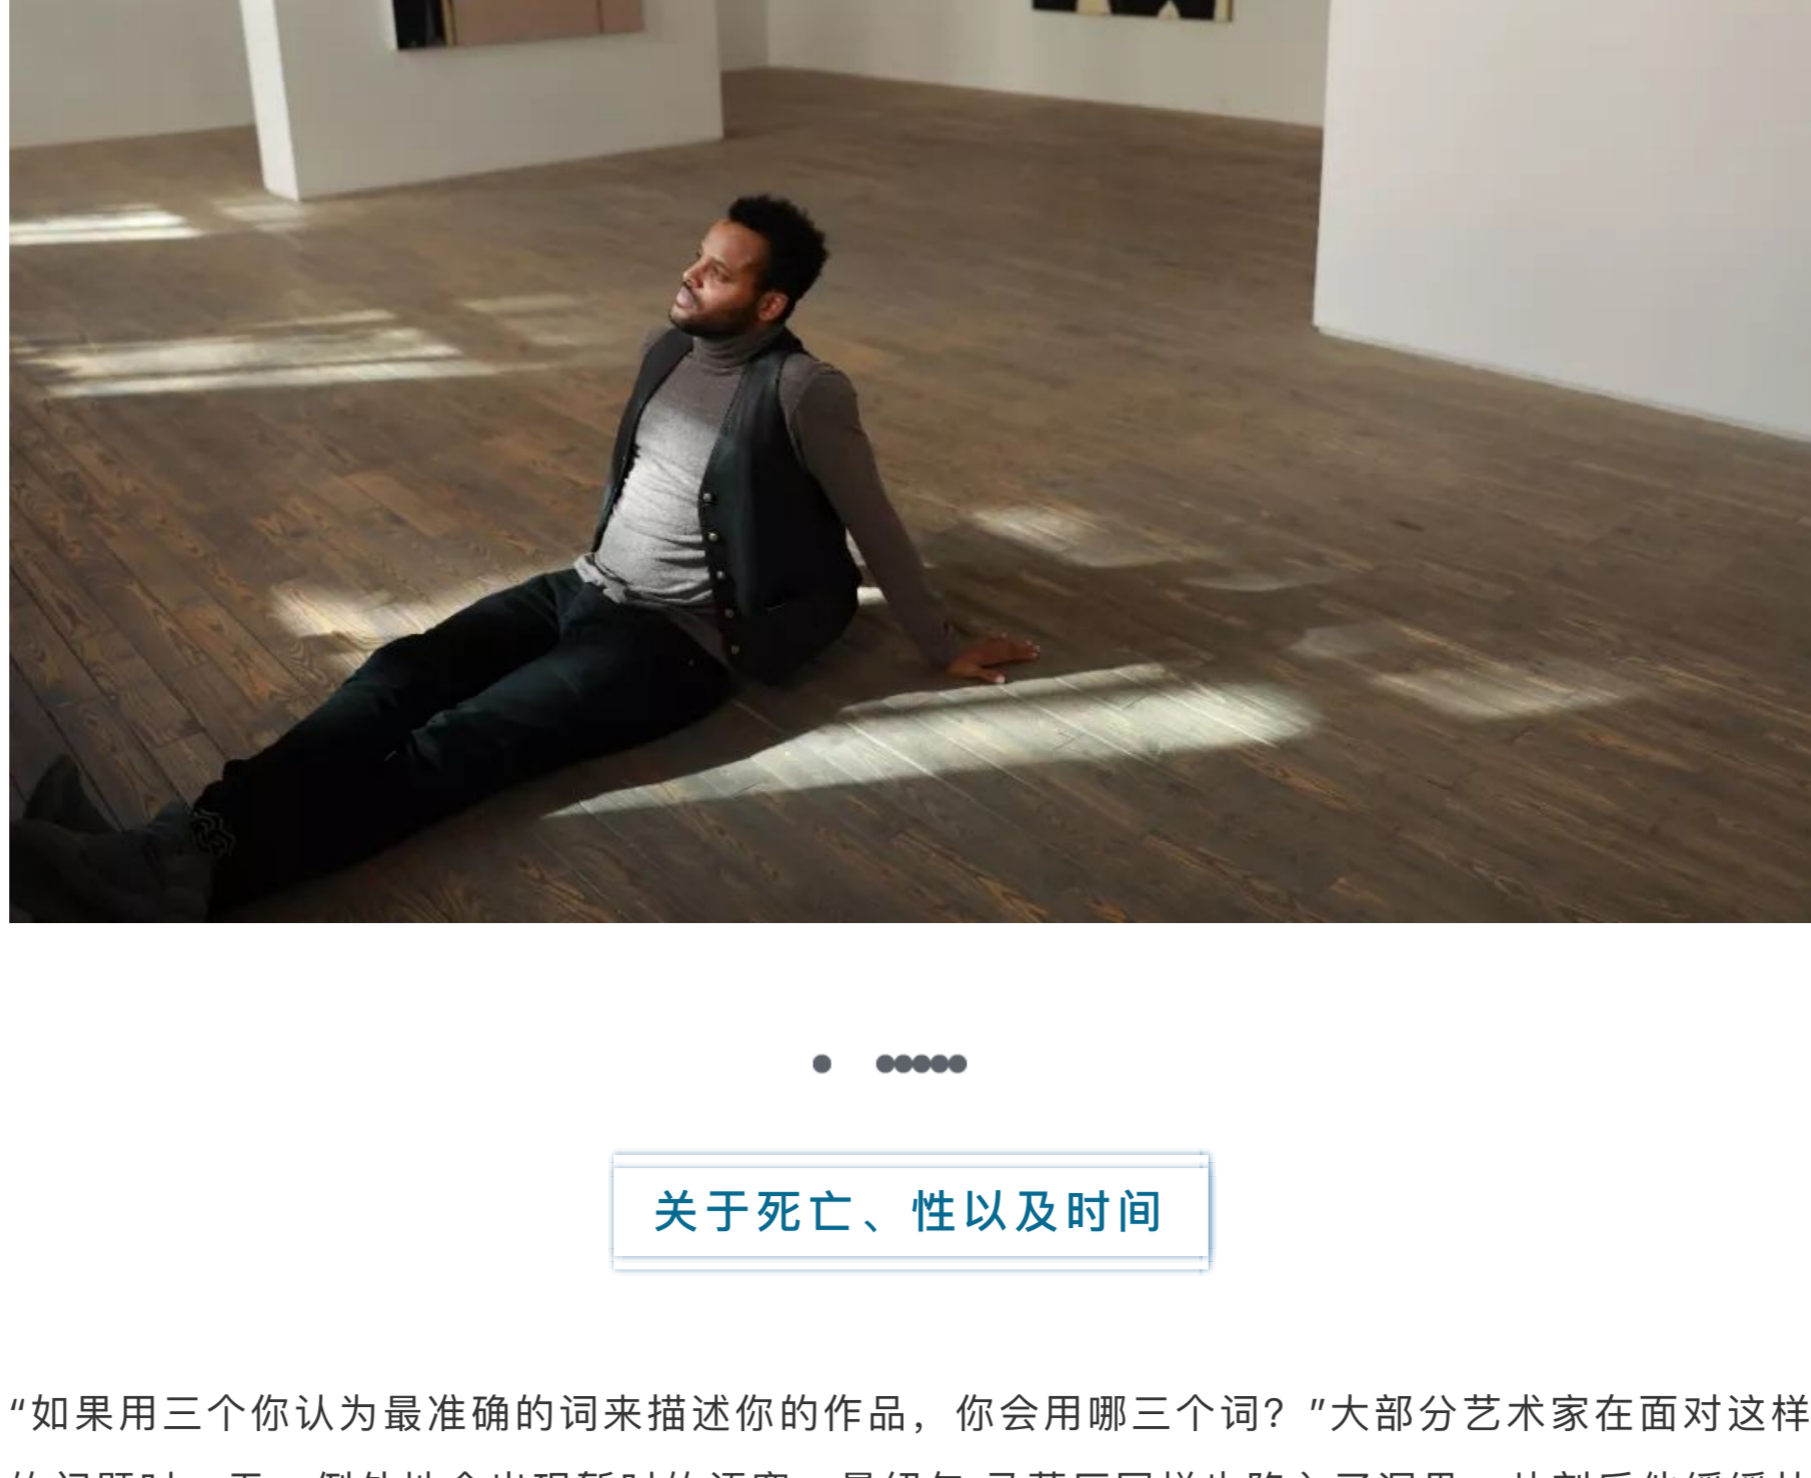 关于死亡、性以及时间
“如果用三个你认为最准确的词来描述你的作品，你会用哪三个词？”大部分艺术家在面对这样